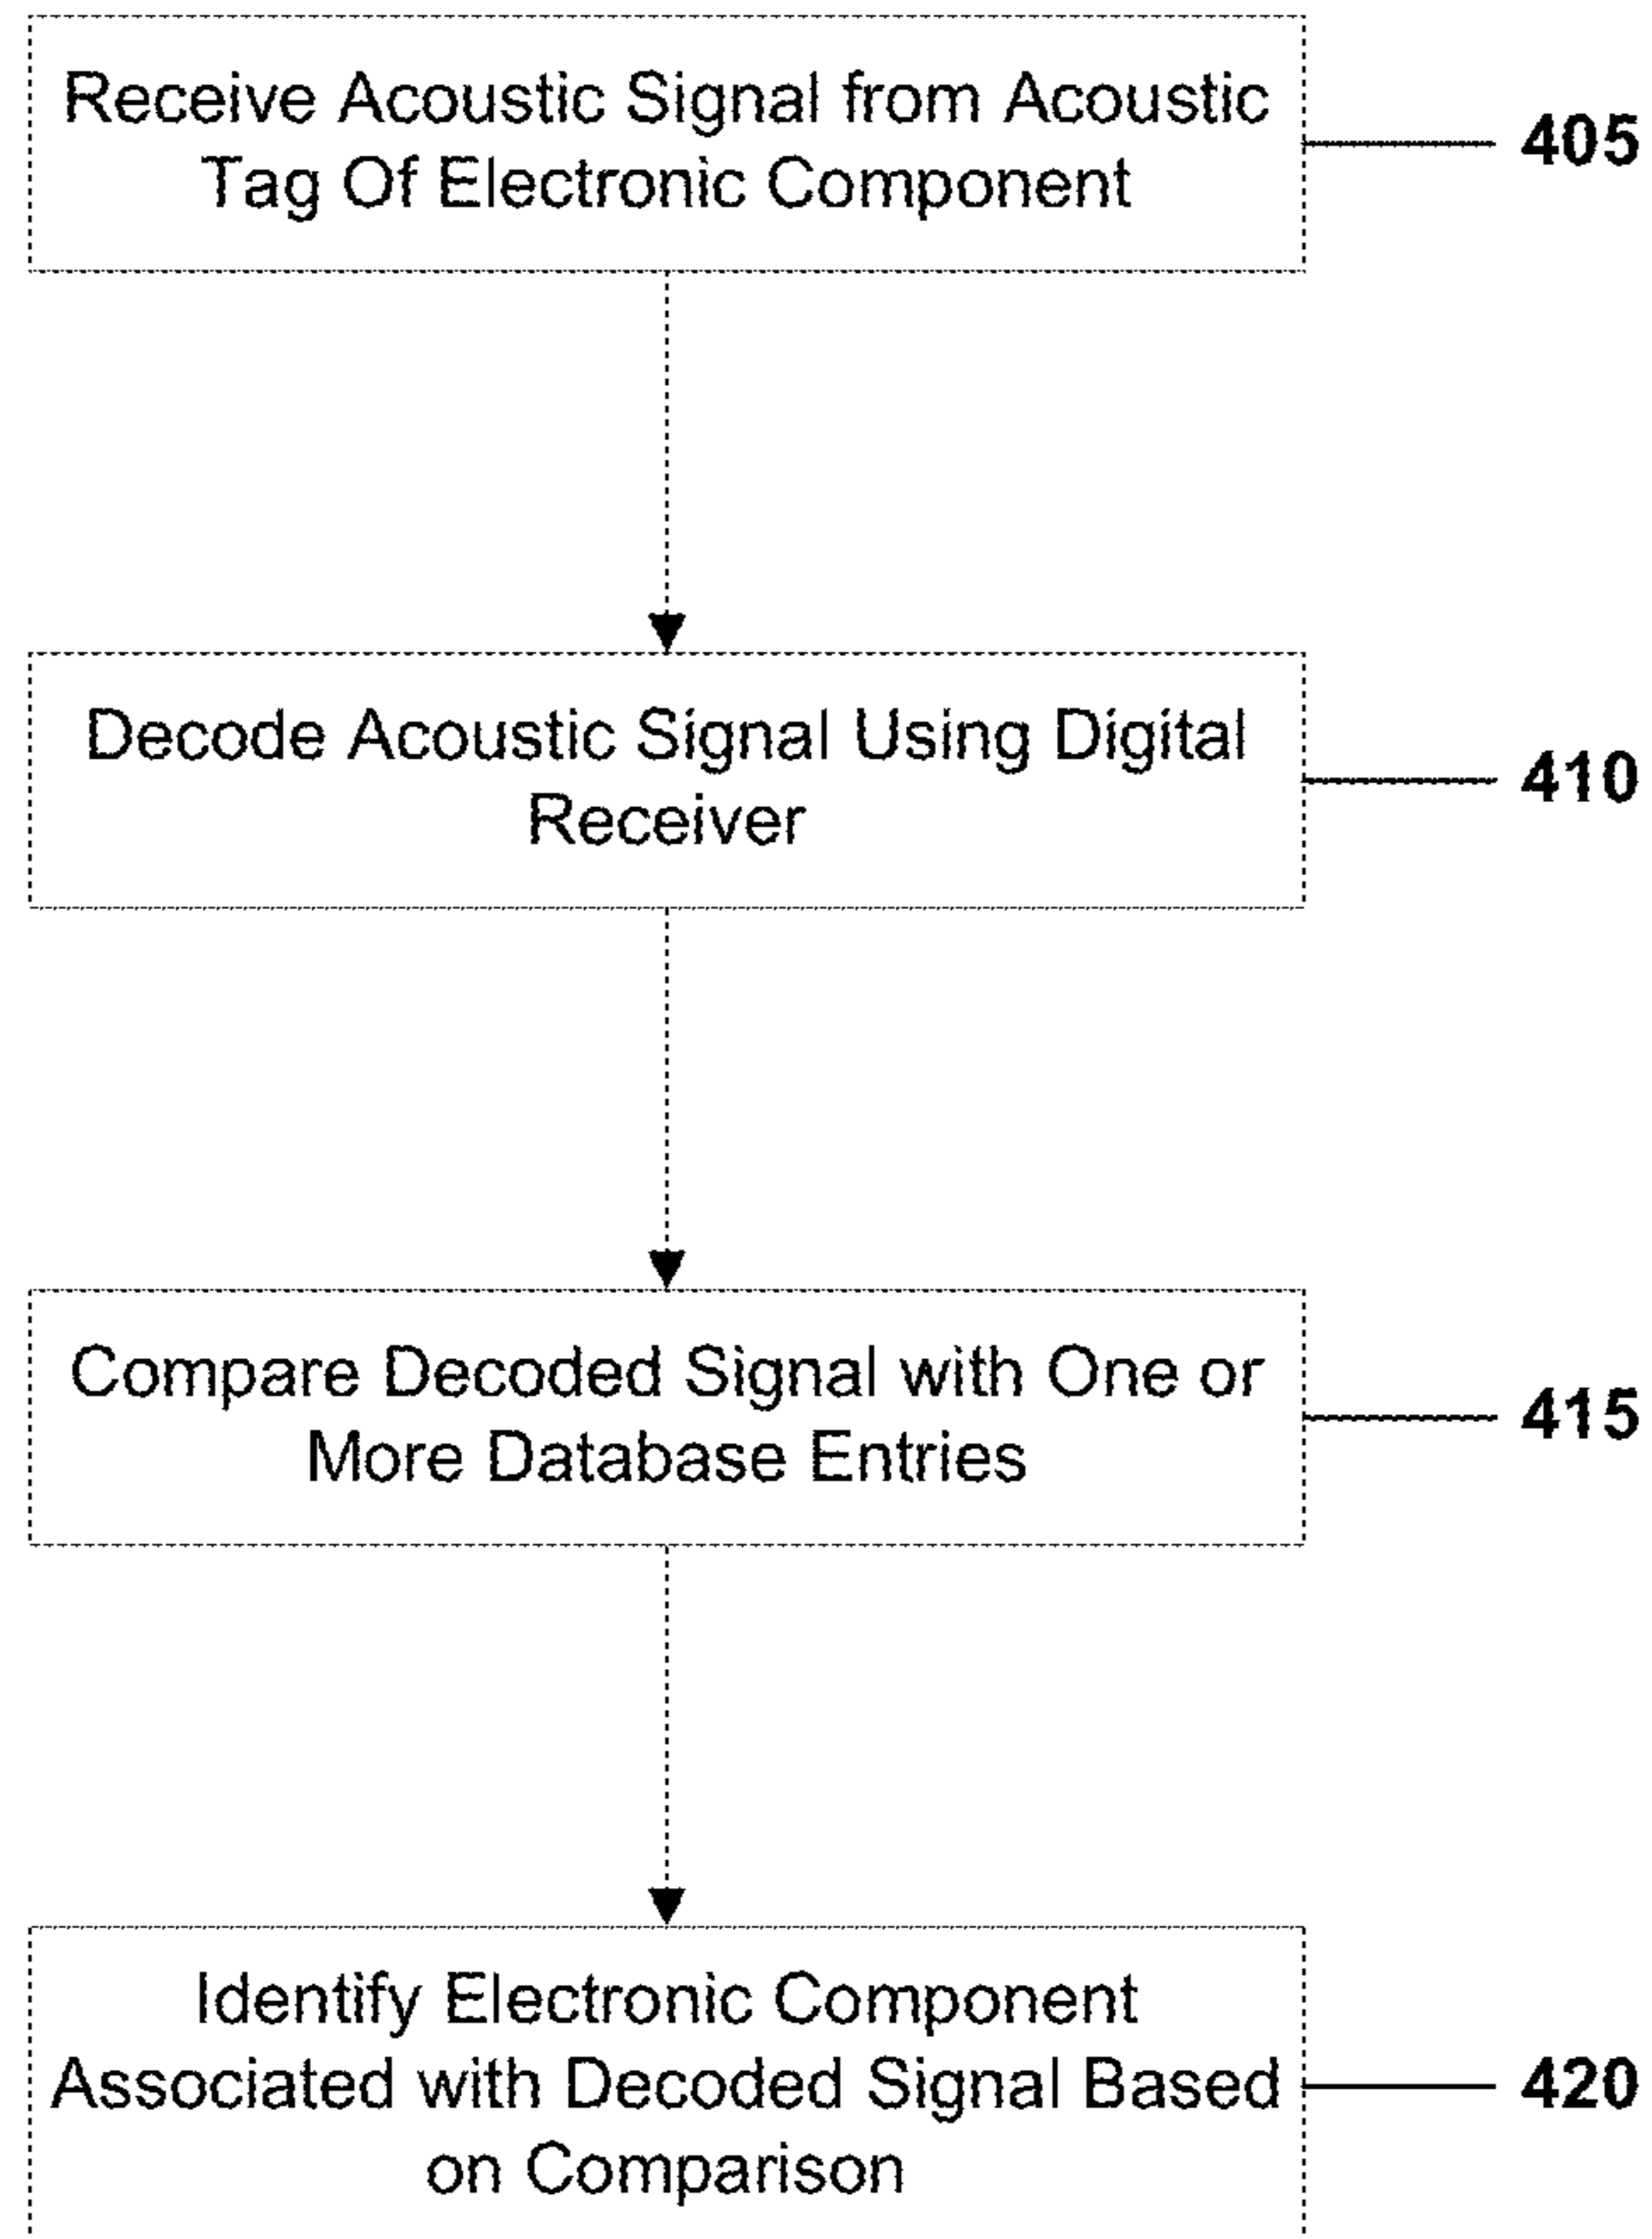 Receive Acoustic Signal from Acoustic
Tag Of Electronic Component
405
Decode Acoustic Signal Using Digital
Receiver
410
Compare Decoded Signal with One or
More Database Entries
415
Identify Electronic Component
Associated with Decoded Signal Based
on Comparison
420